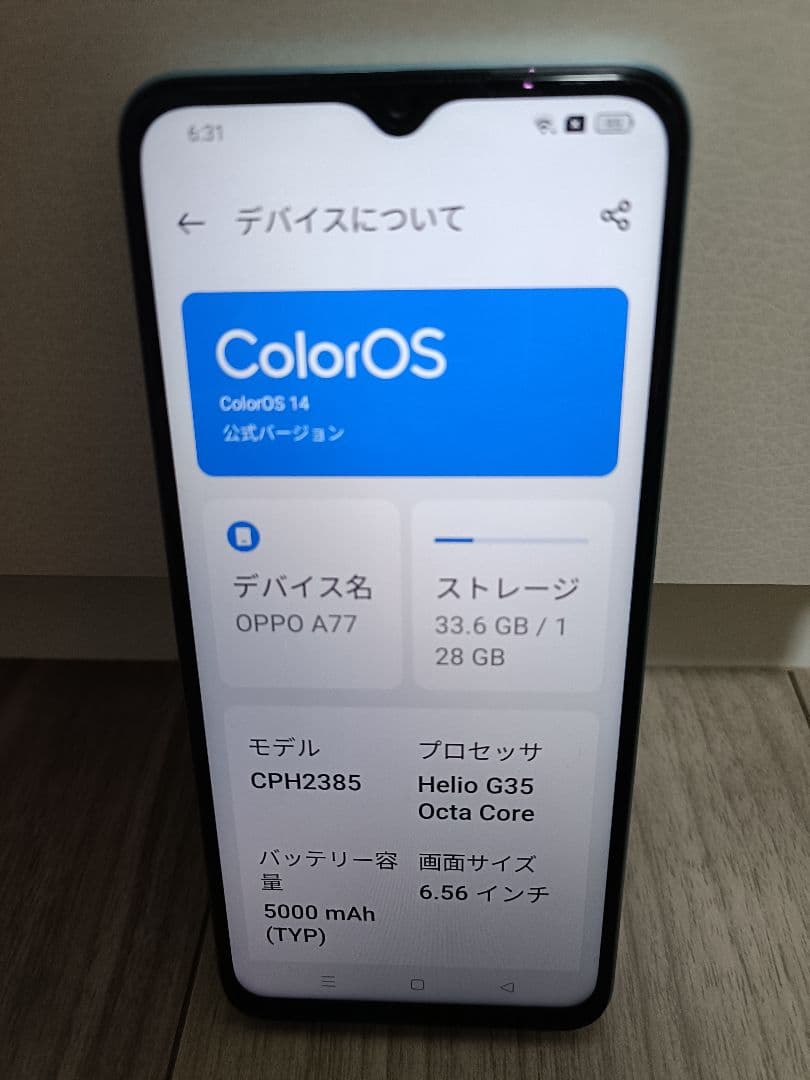 6:31
デバイスについて
ColorOS
ColorOS 14
公式バージョン
デバイス名
OPPO A77
ストレージ
33.6 GB / 1
28 GB
モデル
CPH2385
プロセッサ
Helio G35
Octa Core
バッテリー容
量
5000 mAh
(TYP)
画面サイズ
6.56 インチ